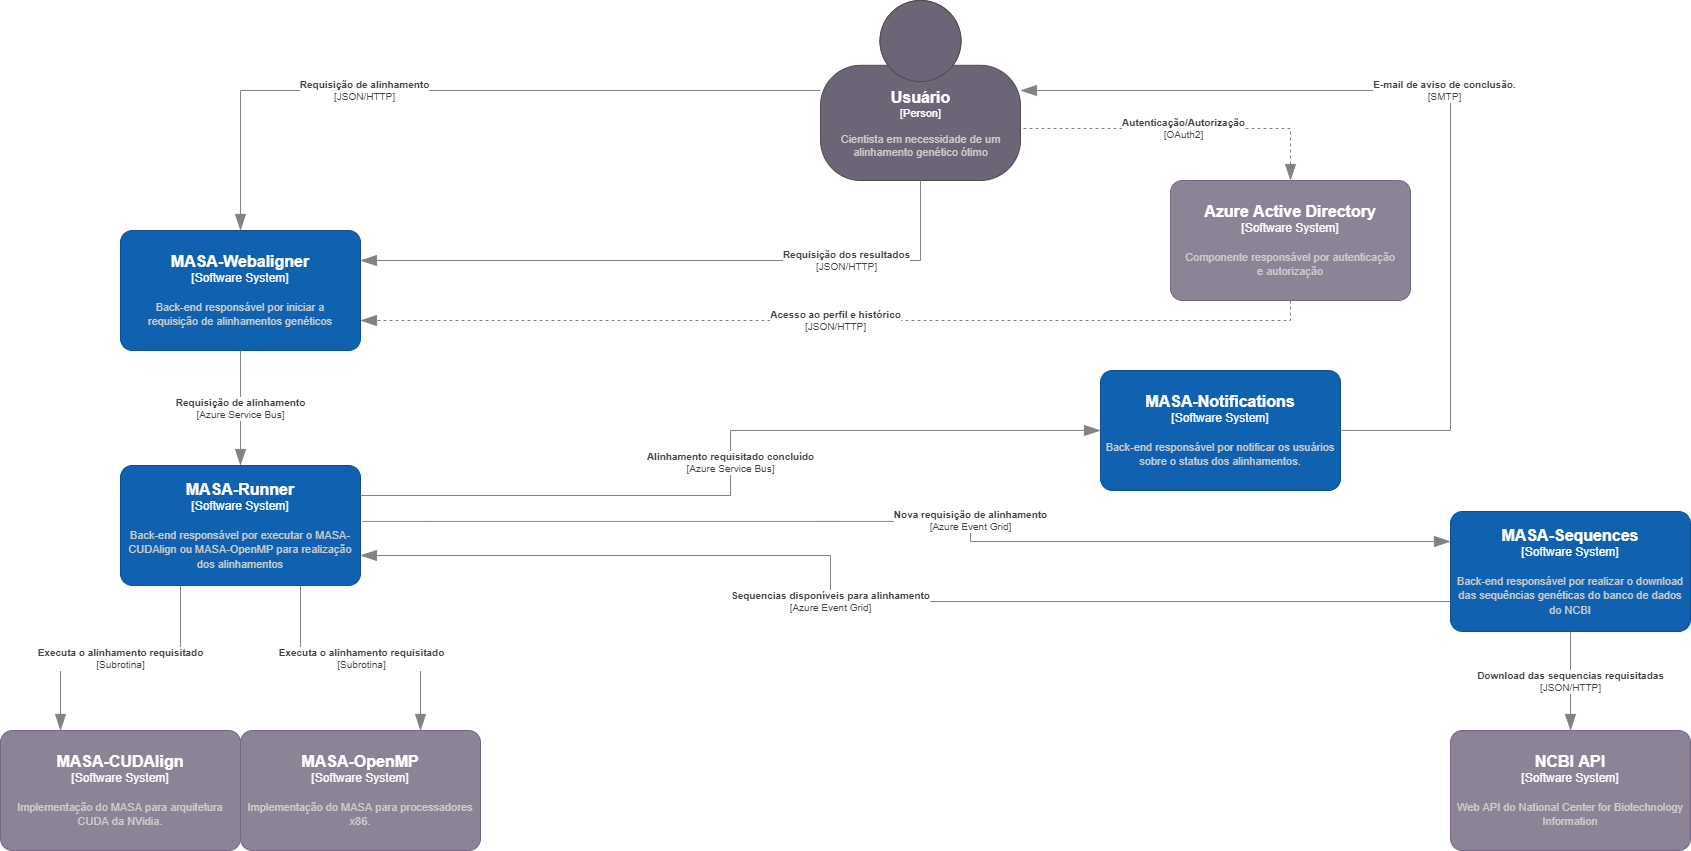 Usuário
[Person]
Cientista em necessidade de um
alinhamento genético ótimo
Requisição de alinhamento
[JSON/HTTP]
E-mail de aviso de conclusão.
[SMTP]
Autenticação/Autorização
[OAuth2]
Azure Active Directory
[Software System]
Componente responsável por autenticação
e autorização
MASA-Webaligner
[Software System]
Back-end responsável por iniciar a
requisição de alinhamentos genéticos
Requisição dos resultados
[JSON/HTTP]
Acesso ao perfil e histórico
[JSON/HTTP]
Requisição de alinhamento
[Azure Service Bus]
MASA-Notifications
[Software System]
Back-end responsável por notificar os usuários
sobre o status dos alinhamentos.
Alinhamento requisitado concluído
[Azure Service Bus]
MASA-Runner
[Software System]
Back-end responsável por executar o MASA-
CUDAlign ou MASA-OpenMP para realização
dos alinhamentos
Nova requisição de alinhamento
[Azure Event Grid]
MASA-Sequences
[Software System]
Back-end responsável por realizar o download
das sequências genéticas do banco de dados
do NCBI
Sequencias disponíveis para alinhamento
[Azure Event Grid]
Executa o alinhamento requisitado
[Subrotina]
Executa o alinhamento requisitado
[Subrotina]
Download das sequencias requisitadas
[JSON/HTTP]
MASA-CUDAlign
[Software System]
Implementação do MASA para arquitetura
CUDA da NVidia.
MASA-OpenMP
[Software System]
Implementação do MASA para processadores
x86.
NCBI API
[Software System]
Web API do National Center for Biotechnology
Information